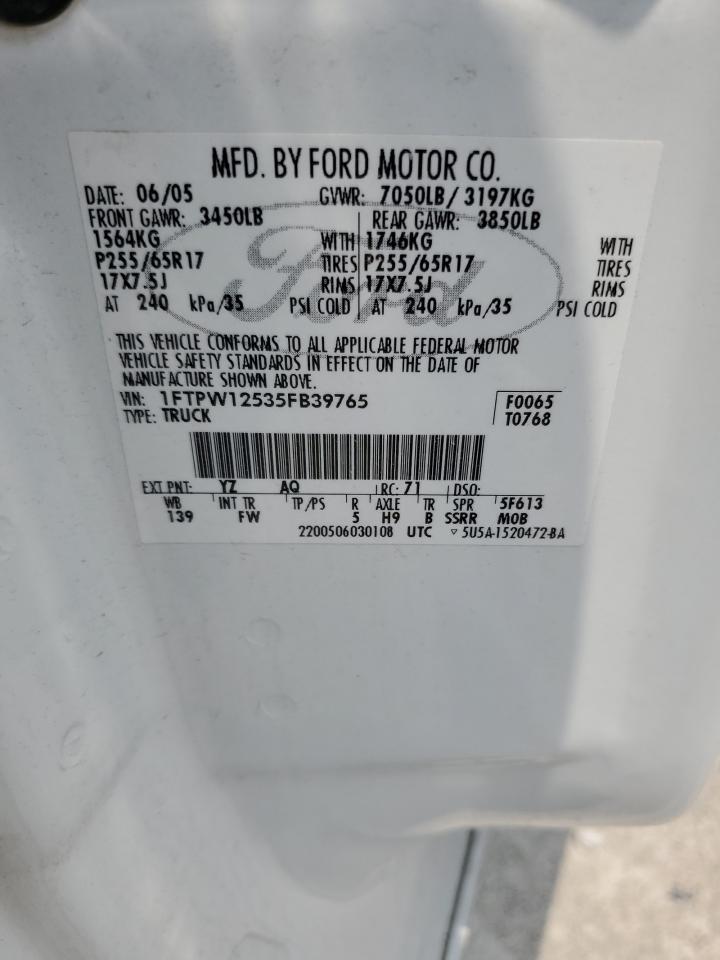 MFD. BY FORD MOTOR CO.
DATE: 06/05 GVWR: 7050LB/ 3197KG
FRONT GAWR: 3450LB REAR GAWR: 3850LB
1564KG WITH 1746KG WITH
P255/65R17 TIRES P255/65R17 TIRES
17X7.5J RIMS 17X7.5J RIMS
AT 240 kPa/35 PSI COLD AT 240 kPa/35 PSI COLD
Ford
THIS VEHICLE CONFORMS TO ALL APPLICABLE FEDERAL MOTOR
VEHICLE SAFETY STANDARDS IN EFFECT ON THE DATE OF
MANUFACTURE SHOWN ABOVE.
VIN: 1FTPW12535FB39765 F0065
TYPE: TRUCK T0768
EXT PNT: YZ AQ RC: 71 DSO:
WB INT TR TP/PS R AXLE TR SPR 5F613
139 FW 5 H9 B SSRR MOB
2200506030108 UTC ▽ 5U5A-1520472-BA